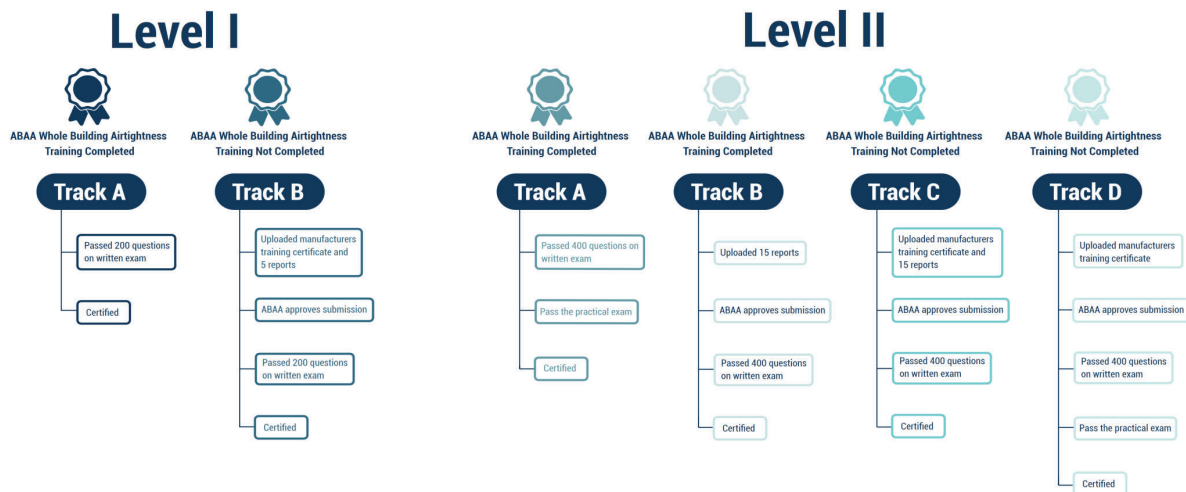 Level I
ABAA Whole Building Airtightness
Training Completed
Track A
Passed 200 questions
on written exam
Certified
ABAA Whole Building Airtightness
Training Not Completed
Track B
Uploaded manufacturers
training certificate and
5 reports
ABAA approves submission
Passed 200 questions
on written exam
Certified
Level II
ABAA Whole Building Airtightness
Training Completed
Track A
Passed 400 questions on
written exam
Pass the practical exam
Certified
ABAA Whole Building Airtightness
Training Completed
Track B
Uploaded 15 reports
ABAA approves submission
Passed 400 questions
on written exam
Certified
ABAA Whole Building Airtightness
Training Not Completed
Track C
Uploaded manufacturers
training certificate and
15 reports
ABAA approves submission
Passed 400 questions
on written exam
Certified
ABAA Whole Building Airtightness
Training Not Completed
Track D
Uploaded manufacturers
training certificate
ABAA approves submission
Passed 400 questions
on written exam
Pass the practical exam
Certified